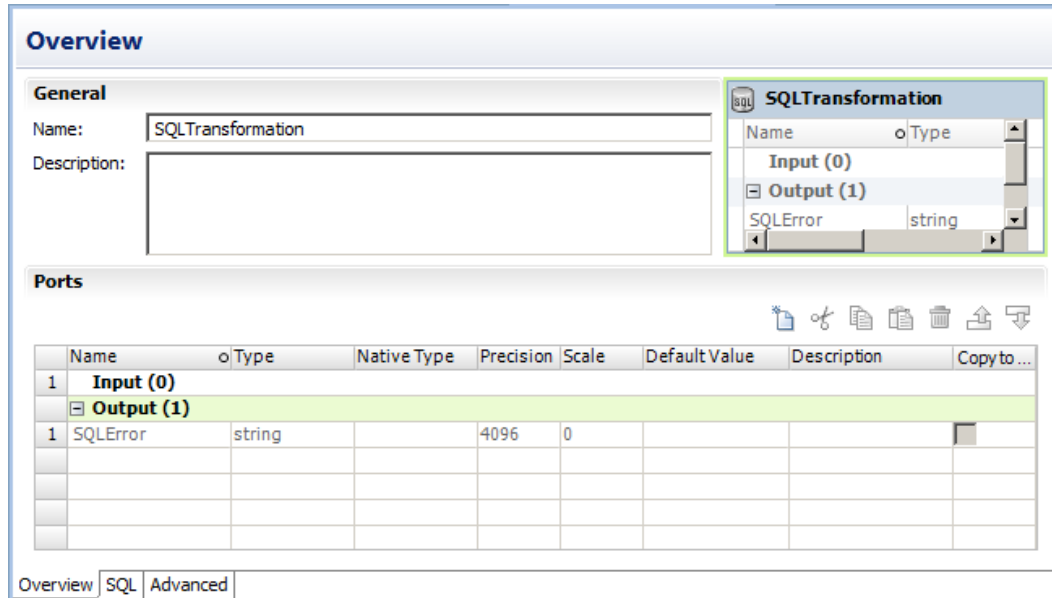 Overview
General
Name: SQLTransformation
Description:
SQL SQLTransformation
Name Type
Input (0)
Output (1)
SQLError string
Ports
Name Type Native Type Precision Scale Default Value Description Copy to ...
1 Input (0)
Output (1)
1 SQLError string 4096 0
Overview SQL Advanced